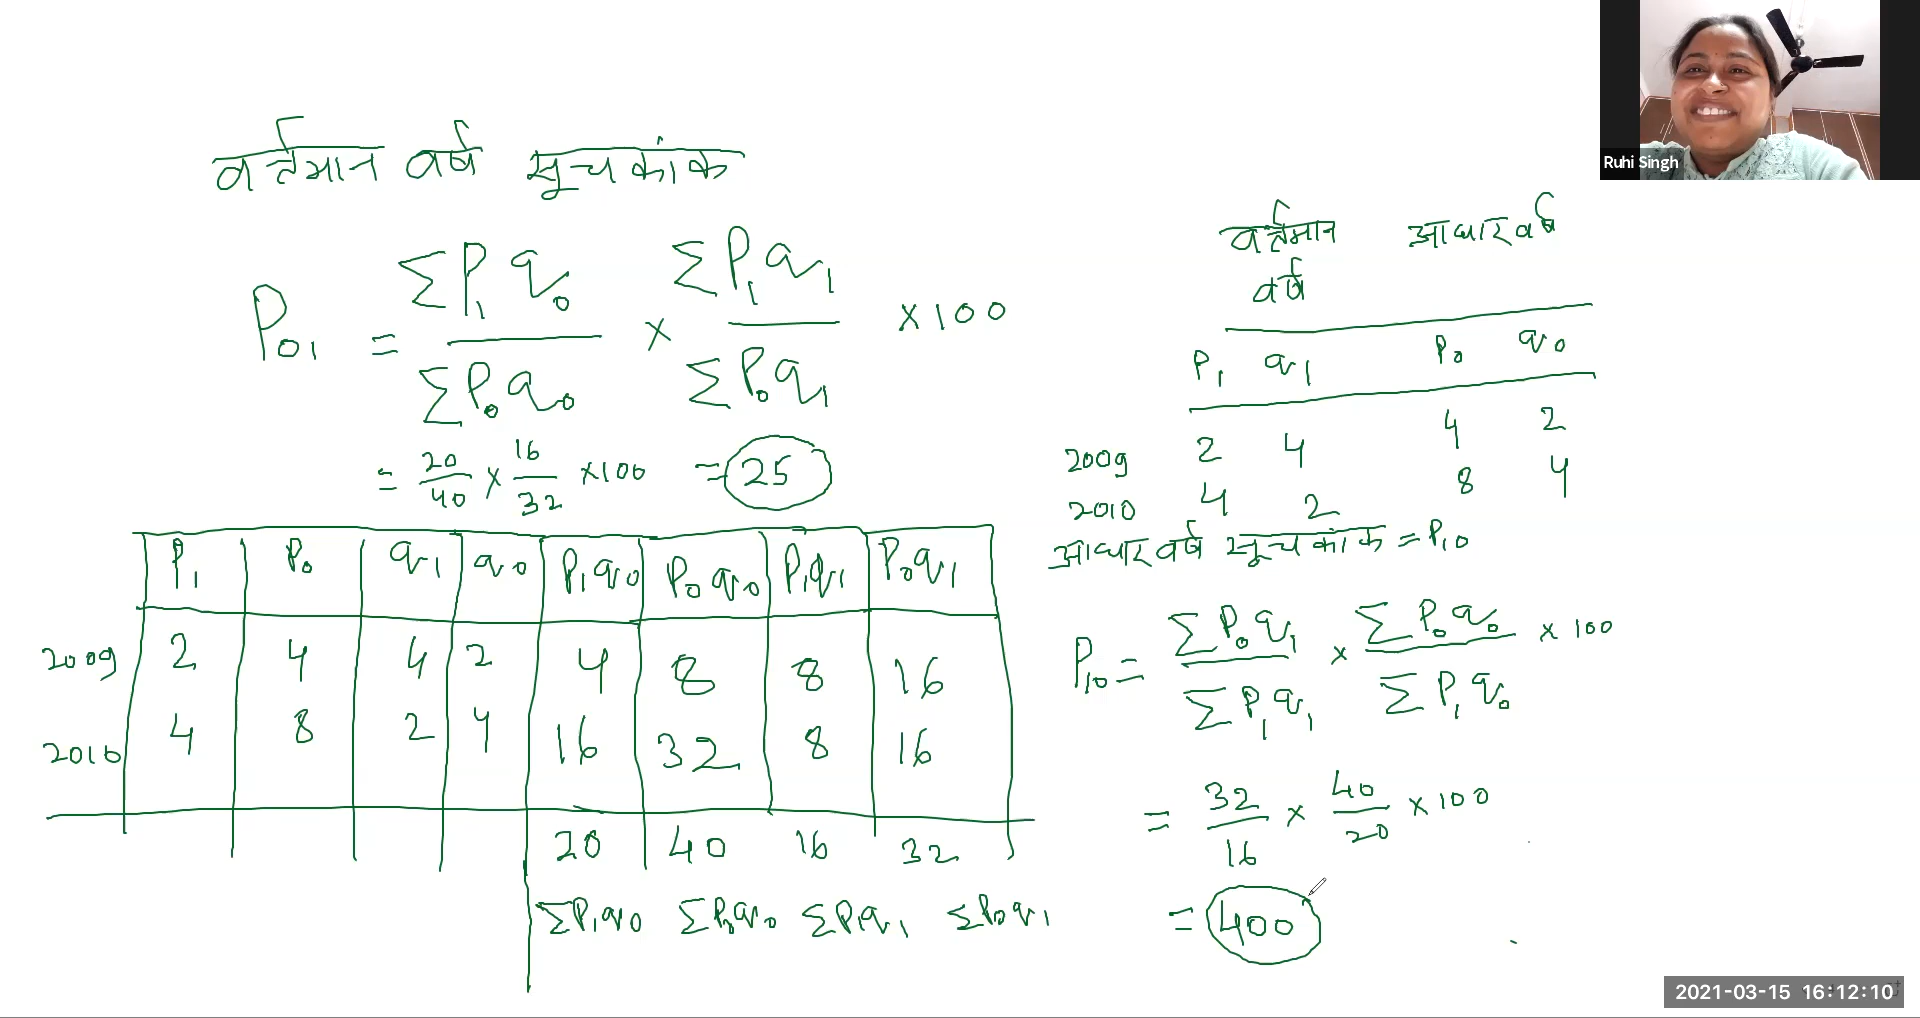 वर्तमान वर्ष सूचकांक
P₀₁ = ΣP₁q₀ / ΣP₀q₀ × ΣP₁q₁ / ΣP₀q₁ × 100
= 20/40 × 16/32 × 100 = 25
P₁ P₀ q₁ q₀ P₁q₀ P₀q₀ P₁q₁ P₀q₁
2009 2 4 4 2 4 8 8 16
2010 4 8 2 4 16 32 8 16
20 40 16 32
ΣP₁q₀ ΣP₀q₀ ΣP₁q₁ ΣP₀q₁
Ruhi Singh
वर्तमान आधार वर्ष
वर्ष
P₁ q₁ P₀ q₀
2009 2 4 4 2
2010 4 2 8 4
आधार वर्ष सूचकांक = P₁₀
P₁₀ = ΣP₀q₁ / ΣP₁q₁ × ΣP₀q₀ / ΣP₁q₀ × 100
= 32/16 × 40/20 × 100
= 400
2021-03-15 16:12:10